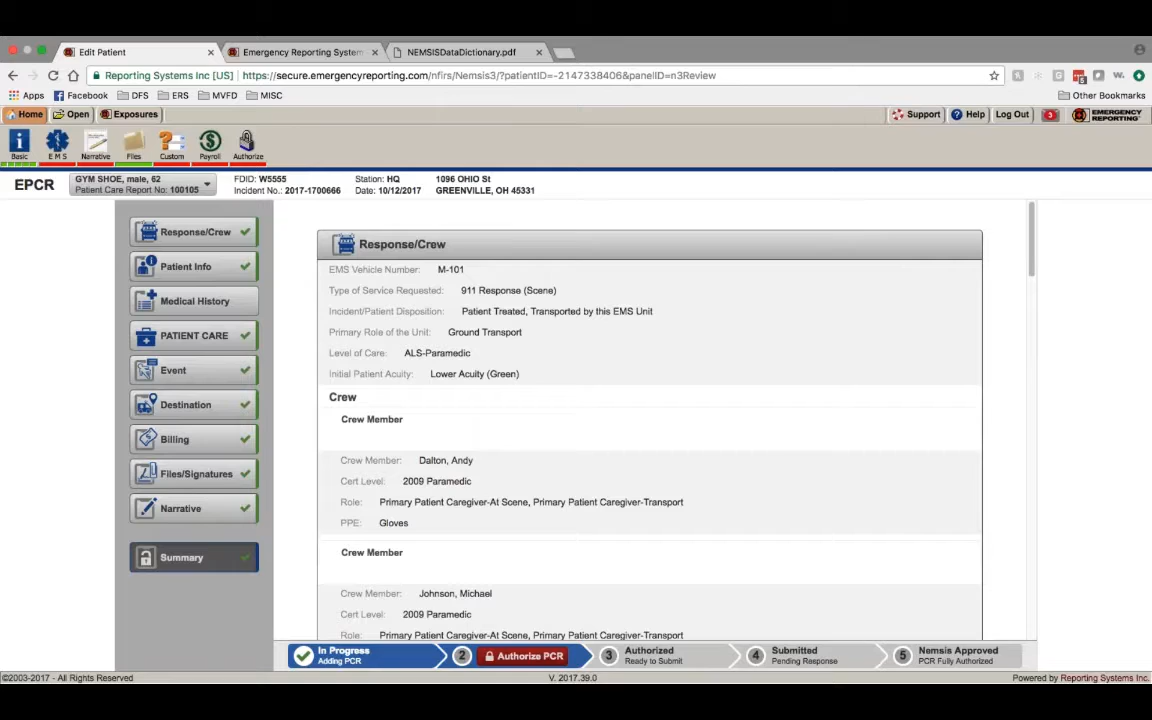 Edit Patient
Emergency Reporting System
NEMSISDataDictionary.pdf
Reporting Systems Inc [US] https://secure.emergencyreporting.com/nfirs/Nemsis3/?patientID=-2147338406&panelID=n3Review
Apps Facebook DFS ERS MVFD MISC Other Bookmarks
Home Open Exposures Support Help Log Out EMERGENCY REPORTING
Basic EMS Narrative Files Custom Payroll Authorize
EPCR
GYM SHOE, male, 62
Patient Care Report No: 100105
FDID: W5555
Incident No.: 2017-1700666
Station: HQ
Date: 10/12/2017
1096 OHIO St
GREENVILLE, OH 45331
Response/Crew
Patient Info
Medical History
PATIENT CARE
Event
Destination
Billing
Files/Signatures
Narrative
Summary
Response/Crew
EMS Vehicle Number: M-101
Type of Service Requested: 911 Response (Scene)
Incident/Patient Disposition: Patient Treated, Transported by this EMS Unit
Primary Role of the Unit: Ground Transport
Level of Care: ALS-Paramedic
Initial Patient Acuity: Lower Acuity (Green)
Crew
Crew Member
Crew Member: Dalton, Andy
Cert Level: 2009 Paramedic
Role: Primary Patient Caregiver-At Scene, Primary Patient Caregiver-Transport
PPE: Gloves
Crew Member
Crew Member: Johnson, Michael
Cert Level: 2009 Paramedic
Role: Primary Patient Caregiver-At Scene, Primary Patient Caregiver-Transport
In Progress
Adding PCR
2 Authorize PCR
3 Authorized
Ready to Submit
4 Submitted
Pending Response
5 Nemsis Approved
PCR Fully Authorized
©2003-2017 - All Rights Reserved
V. 2017.39.0
Powered by Reporting Systems Inc.